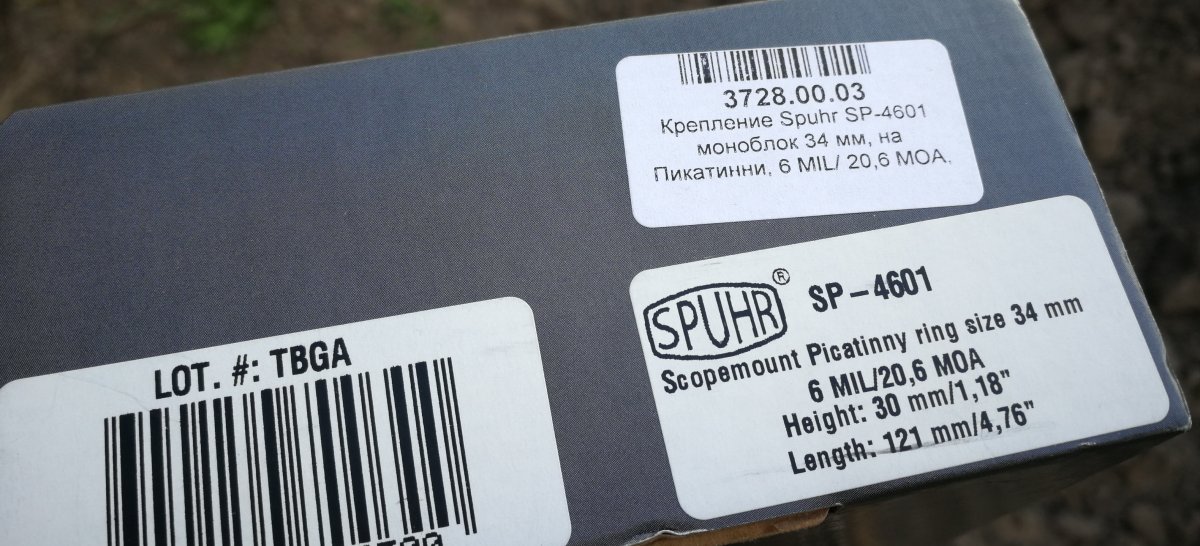 3728.00.03
Крепление Spuhr SP-4601
моноблок 34 мм, на
Пикатинни, 6 MIL/ 20,6 MOA,
SPUHR® SP-4601
Scopemount Picatinny ring size 34 mm
6 MIL/20,6 MOA
Height: 30 mm/1,18"
Length: 121 mm/4,76"
LOT. #: TBGA